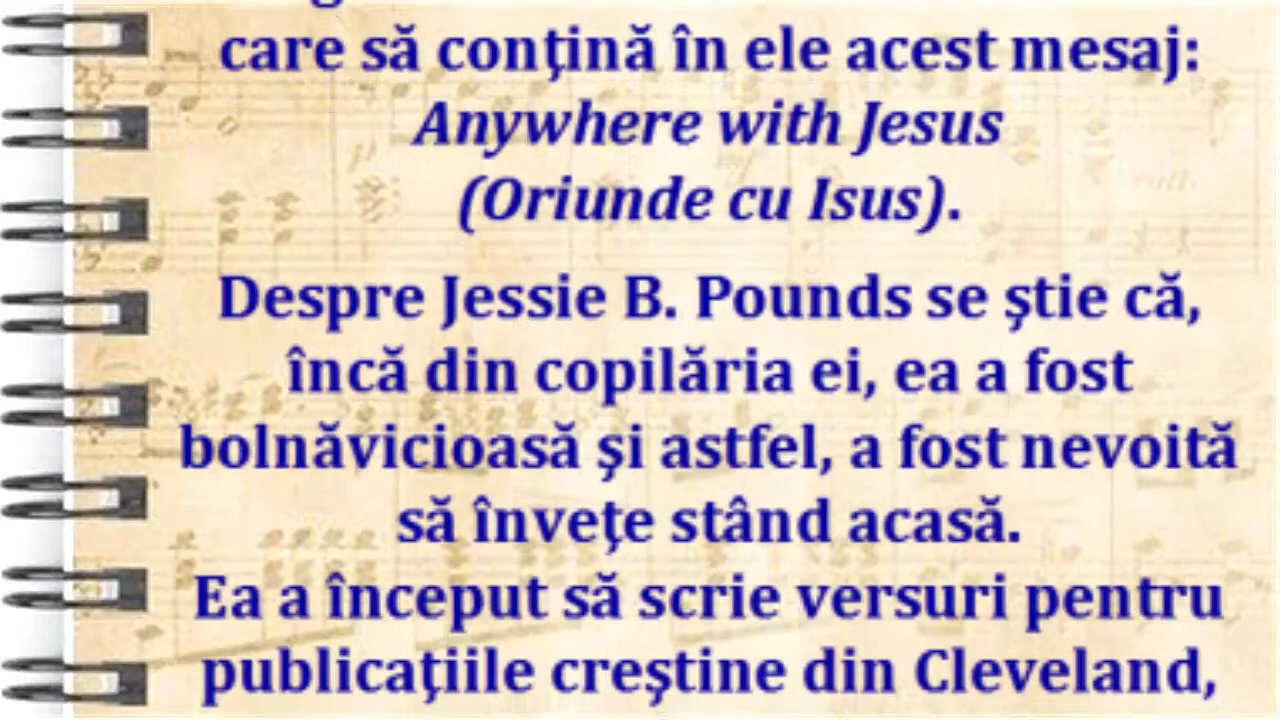 care să conţină în ele acest mesaj:
Anywhere with Jesus
(Oriunde cu Isus).
Despre Jessie B. Pounds se ştie că,
încă din copilăria ei, ea a fost
bolnăvicioasă şi astfel, a fost nevoită
să înveţe stând acasă.
Ea a început să scrie versuri pentru
publicaţiile creştine din Cleveland,